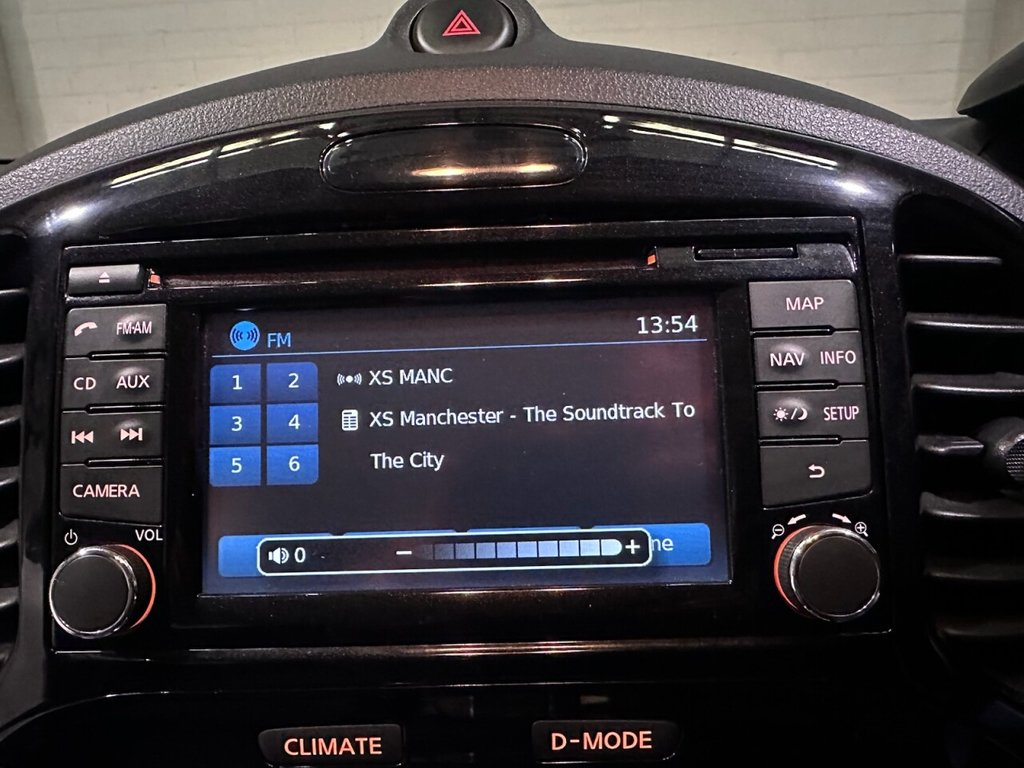 FM
13:54
1 2
3 4
5 6
XS MANC
XS Manchester - The Soundtrack To
The City
0 − +
FM·AM
CD AUX
CAMERA
VOL
MAP
NAV INFO
SETUP
CLIMATE
D-MODE